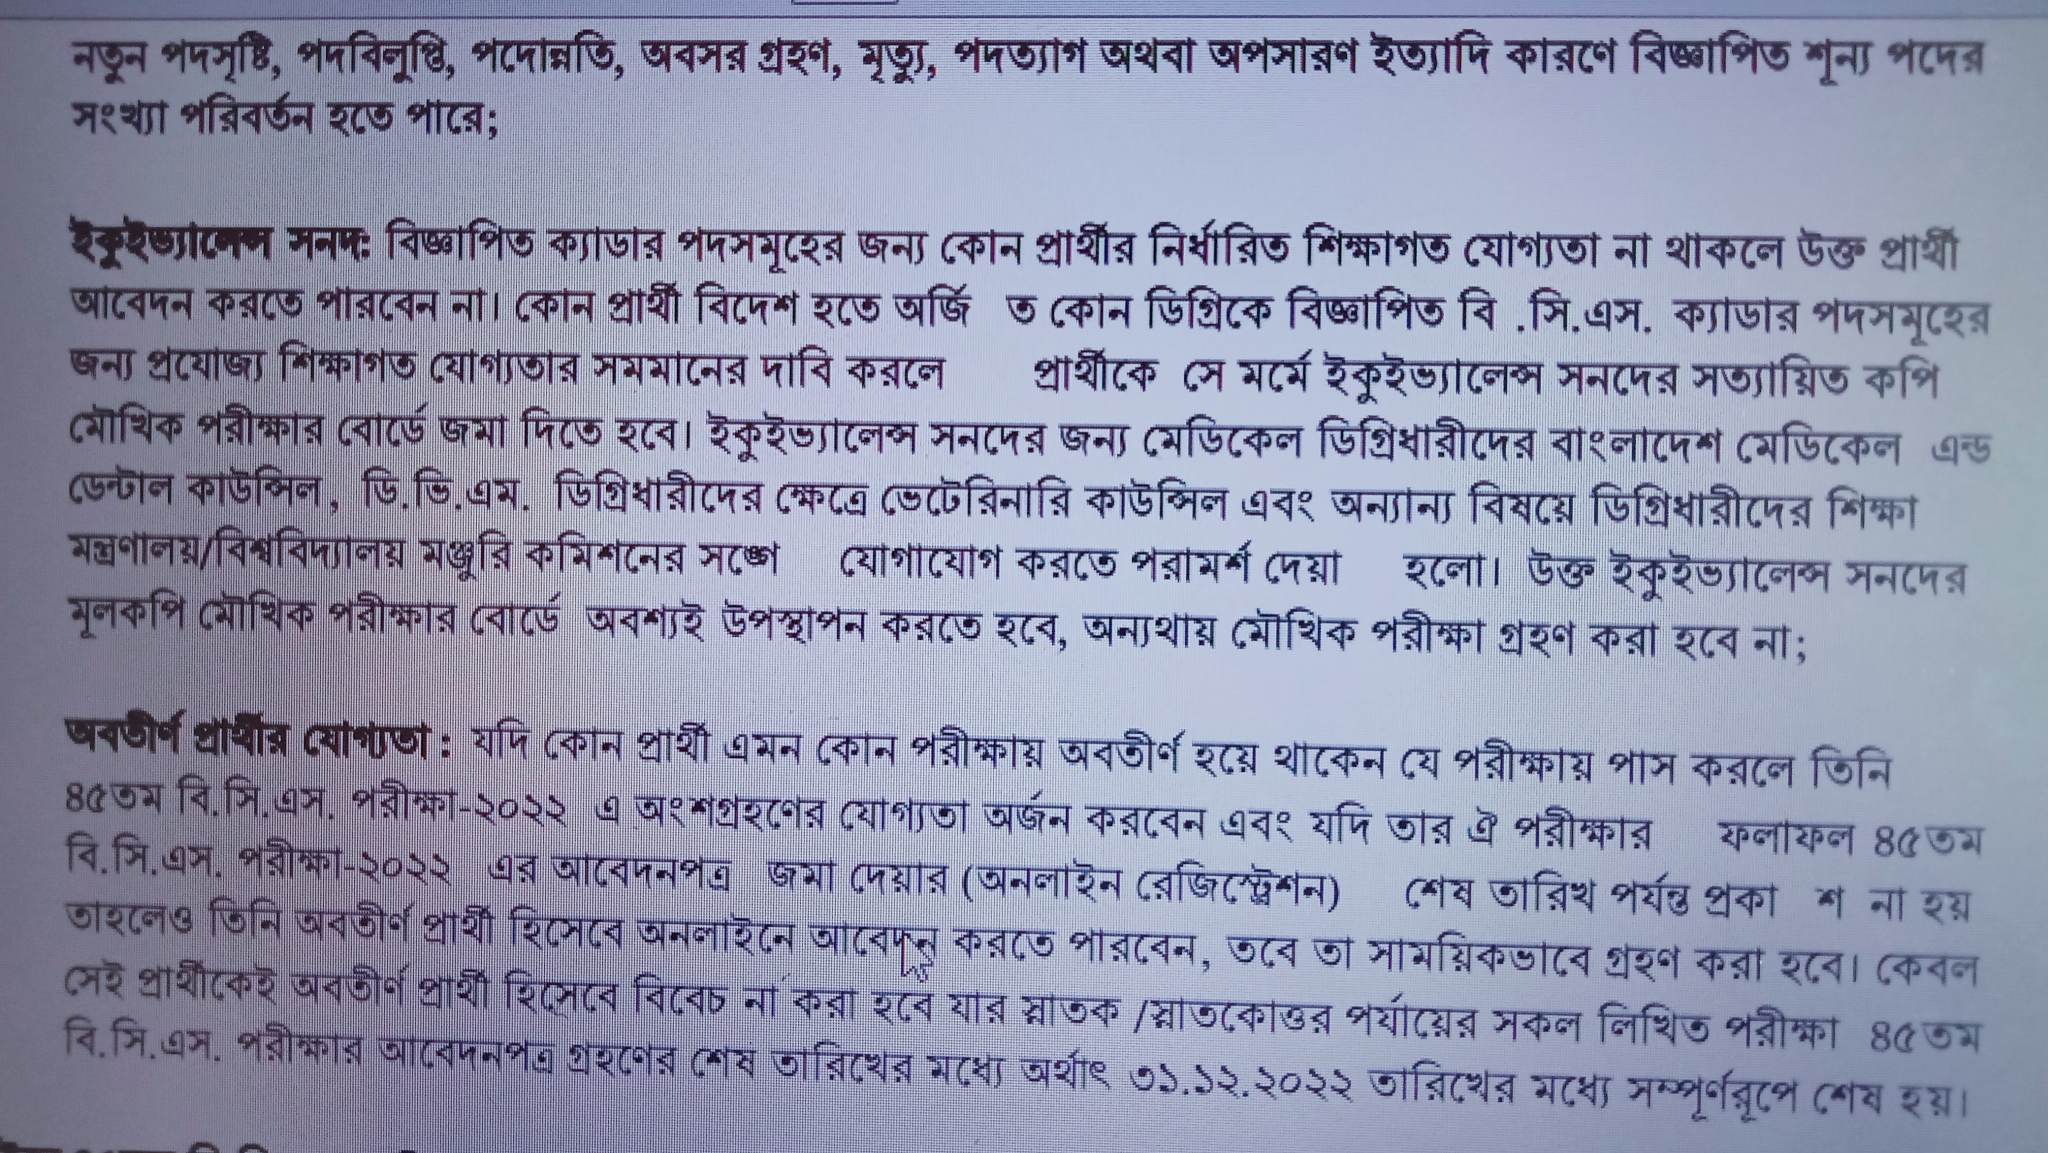 নতুন পদসৃষ্টি, পদবিলুপ্তি, পদোন্নতি, অবসর গ্রহণ, মৃত্যু, পদত্যাগ অথবা অপসারণ ইত্যাদি কারণে বিজ্ঞাপিত শূন্য পদের
সংখ্যা পরিবর্তন হতে পারে;
ইকুইভ্যালেন্স সনদ: বিজ্ঞাপিত ক্যাডার পদসমূহের জন্য কোন প্রার্থীর নির্ধারিত শিক্ষাগত যোগ্যতা না থাকলে উক্ত প্রার্থী
আবেদন করতে পারবেন না। কোন প্রার্থী বিদেশ হতে অর্জি ত কোন ডিগ্রিকে বিজ্ঞাপিত বি .সি.এস. ক্যাডার পদসমূহের
জন্য প্রযোজ্য শিক্ষাগত যোগ্যতার সমমানের দাবি করলে প্রার্থীকে সে মর্মে ইকুইভ্যালেন্স সনদের সত্যায়িত কপি
মৌখিক পরীক্ষার বোর্ডে জমা দিতে হবে। ইকুইভ্যালেন্স সনদের জন্য মেডিকেল ডিগ্রিধারীদের বাংলাদেশ মেডিকেল এন্ড
ডেন্টাল কাউন্সিল, ডি.ভি.এম. ডিগ্রিধারীদের ক্ষেত্রে ভেটেরিনারি কাউন্সিল এবং অন্যান্য বিষয়ে ডিগ্রিধারীদের শিক্ষা
মন্ত্রণালয়/বিশ্ববিদ্যালয় মঞ্জুরি কমিশনের সঙ্গে যোগাযোগ করতে পরামর্শ দেয়া হলো। উক্ত ইকুইভ্যালেন্স সনদের
মূলকপি মৌখিক পরীক্ষার বোর্ডে অবশ্যই উপস্থাপন করতে হবে, অন্যথায় মৌখিক পরীক্ষা গ্রহণ করা হবে না;
অবতীর্ণ প্রার্থীর যোগ্যতা : যদি কোন প্রার্থী এমন কোন পরীক্ষায় অবতীর্ণ হয়ে থাকেন যে পরীক্ষায় পাস করলে তিনি
৪৫তম বি.সি.এস. পরীক্ষা-২০২২ এ অংশগ্রহণের যোগ্যতা অর্জন করবেন এবং যদি তার ঐ পরীক্ষার ফলাফল ৪৫তম
বি.সি.এস. পরীক্ষা-২০২২ এর আবেদনপত্র জমা দেয়ার (অনলাইন রেজিস্ট্রেশন) শেষ তারিখ পর্যন্ত প্রকা শ না হয়
তাহলেও তিনি অবতীর্ণ প্রার্থী হিসেবে অনলাইনে আবেদন করতে পারবেন, তবে তা সাময়িকভাবে গ্রহণ করা হবে। কেবল
সেই প্রার্থীকেই অবতীর্ণ প্রার্থী হিসেবে বিবেচ না করা হবে যার স্নাতক /স্নাতকোত্তর পর্যায়ের সকল লিখিত পরীক্ষা ৪৫তম
বি.সি.এস. পরীক্ষার আবেদনপত্র গ্রহণের শেষ তারিখের মধ্যে অর্থাৎ ৩১.১২.২০২২ তারিখের মধ্যে সম্পূর্ণরূপে শেষ হয়।